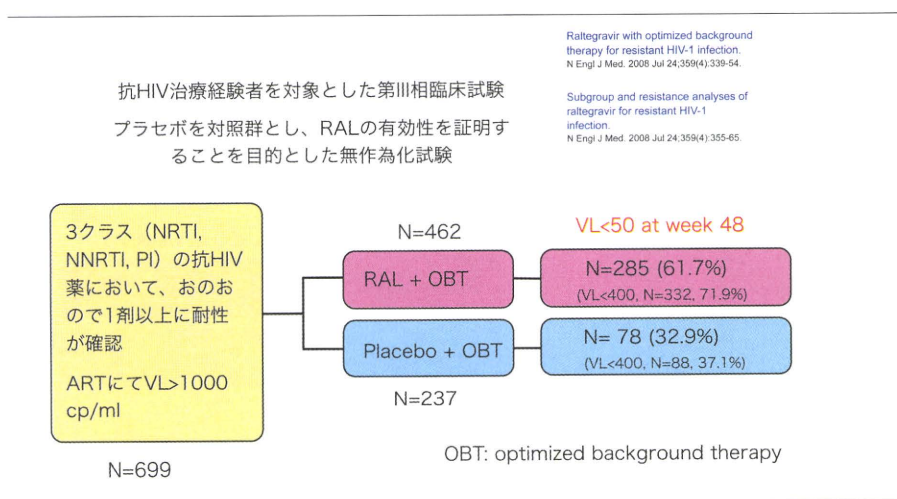 Raltegravir with optimized background
therapy for resistant HIV-1 infection.
N Engl J Med. 2008 Jul 24;359(4):339-54.
Subgroup and resistance analyses of
raltegravir for resistant HIV-1
infection.
N Engl J Med. 2008 Jul 24;359(4):355-65.
抗HIV治療経験者を対象とした第III相臨床試験
プラセボを対照群とし、RALの有効性を証明す
ることを目的とした無作為化試験
3クラス（NRTI,
NNRTI, PI）の抗HIV
薬において、おのお
ので1剤以上に耐性
が確認
ARTにてVL>1000
cp/ml
N=699
N=462
RAL + OBT
Placebo + OBT
N=237
VL<50 at week 48
N=285 (61.7%)
(VL<400, N=332, 71.9%)
N= 78 (32.9%)
(VL<400, N=88, 37.1%)
OBT: optimized background therapy